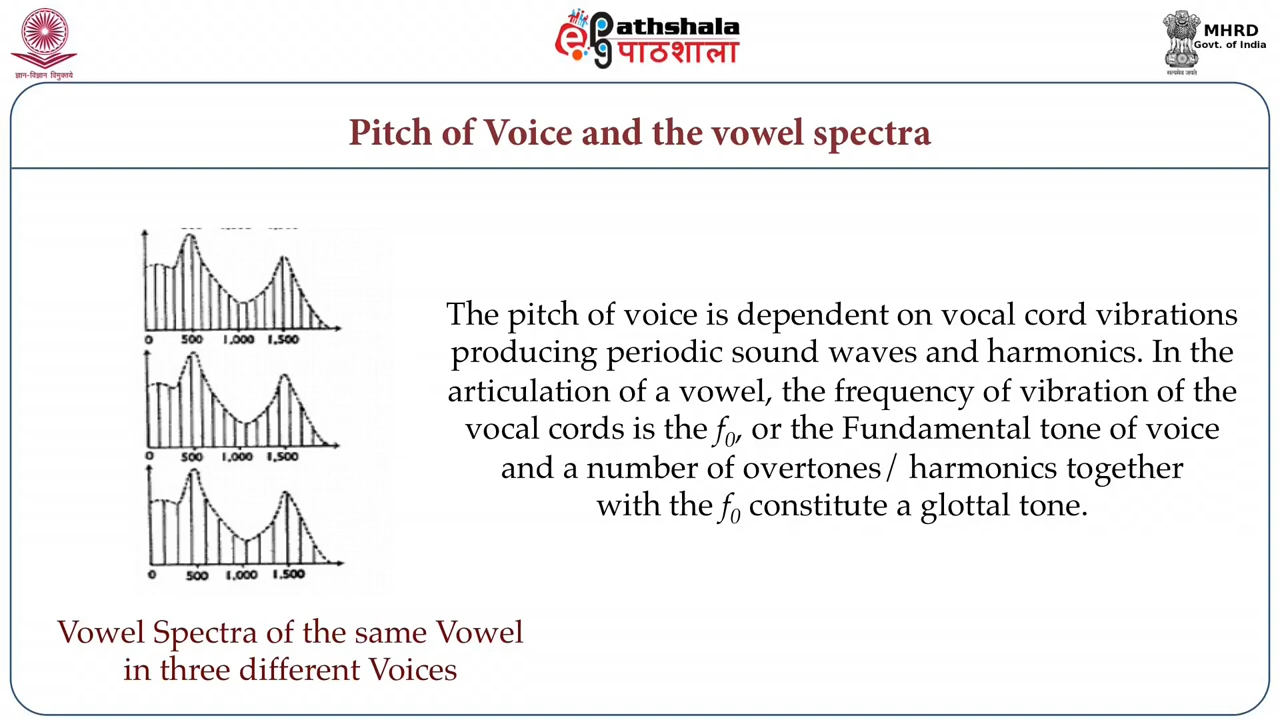 ज्ञान-विज्ञान विमुक्तये
ePathshala
पाठशाला
MHRD
Govt. of India
सत्यमेव जयते
Pitch of Voice and the vowel spectra
0 500 1,000 1,500
0 500 1,000 1,500
0 500 1,000 1,500
The pitch of voice is dependent on vocal cord vibrations
producing periodic sound waves and harmonics. In the
articulation of a vowel, the frequency of vibration of the
vocal cords is the f0, or the Fundamental tone of voice
and a number of overtones/ harmonics together
with the f0 constitute a glottal tone.
Vowel Spectra of the same Vowel
in three different Voices